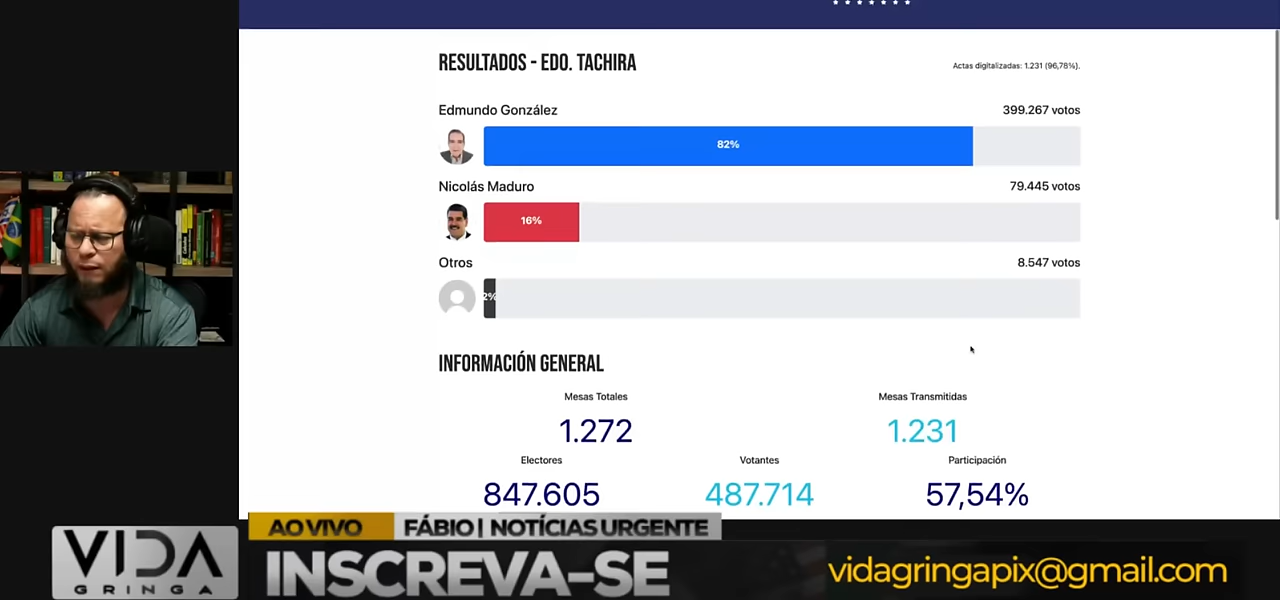 RESULTADOS - EDO. TACHIRA
Actas digitalizadas: 1.231 (96,78%).
Edmundo González
399.267 votos
82%
Nicolás Maduro
79.445 votos
16%
Otros
8.547 votos
2%
INFORMACIÓN GENERAL
Mesas Totales
Mesas Transmitidas
1.272
1.231
Electores
Votantes
Participación
847.605
487.714
57,54%
AO VIVO
FÁBIO | NOTÍCIAS URGENTE
VIDA
GRINGA
INSCREVA-SE
vidagringapix@gmail.com